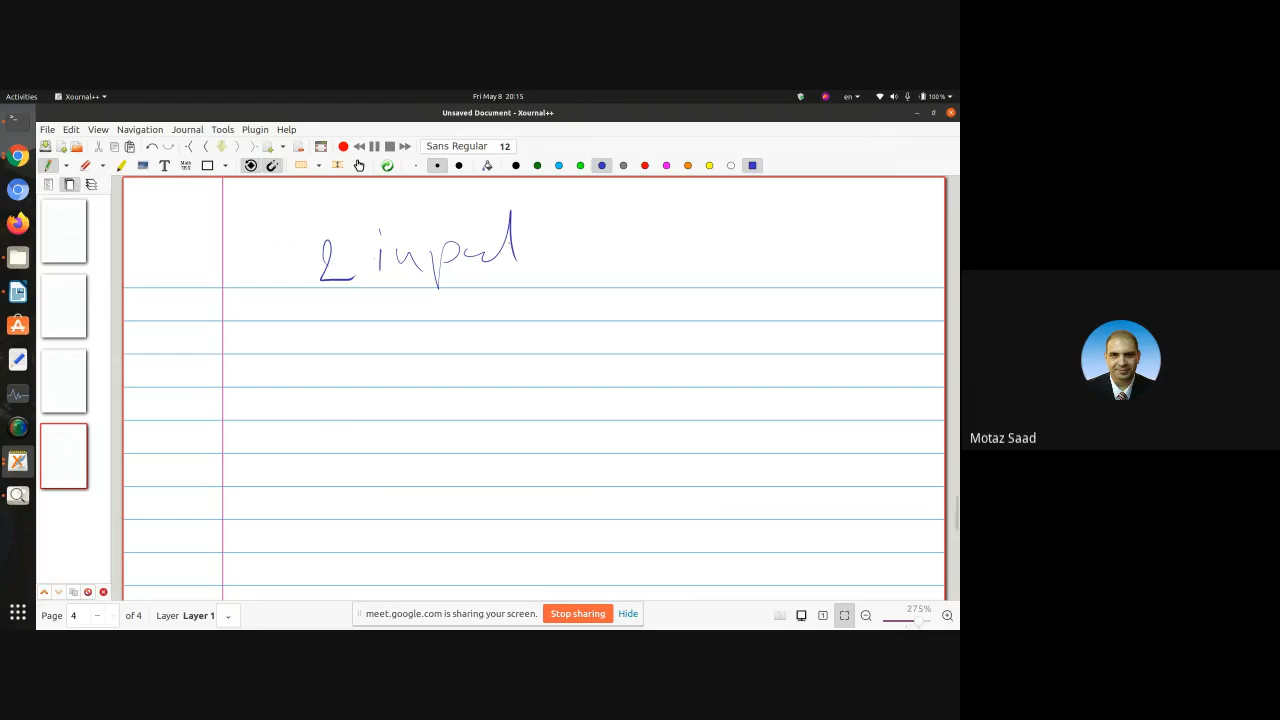 Activities Xournal++ Fri May 8 20:15 en 100 %
Unsaved Document - Xournal++
File Edit View Navigation Journal Tools Plugin Help
Sans Regular 12
2
Motaz Saad
Page 4 of 4 Layer Layer 1
meet.google.com is sharing your screen. Stop sharing Hide
275%